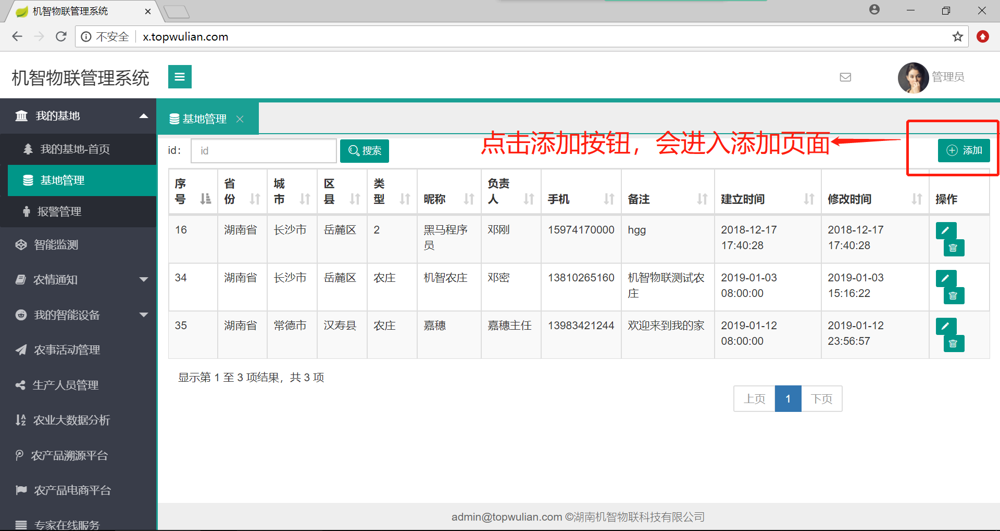 机智物联管理系统
不安全 x.topwulian.com
机智物联管理系统
管理员
我的基地
我的基地-首页
基地管理
报警管理
智能监测
农情通知
我的智能设备
农事活动管理
生产人员管理
农业大数据分析
农产品溯源平台
农产品电商平台
专家在线服务
基地管理
点击添加按钮，会进入添加页面
id： id 搜索 添加
序号 省份 城市 区县 类型 昵称 负责人 手机 备注 建立时间 修改时间 操作
16 湖南省 长沙市 岳麓区 2 黑马程序员 邓刚 15974170000 hgg 2018-12-17 17:40:28 2018-12-17 17:40:28
34 湖南省 长沙市 岳麓区 农庄 机智农庄 邓密 13810265160 机智物联测试农庄 2019-01-03 08:00:00 2019-01-03 15:16:22
35 湖南省 常德市 汉寿县 农庄 嘉穗 嘉穗主任 13983421244 欢迎来到我的家 2019-01-12 08:00:00 2019-01-12 23:56:57
显示第 1 至 3 项结果，共 3 项
上页 1 下页
admin@topwulian.com ©湖南机智物联科技有限公司